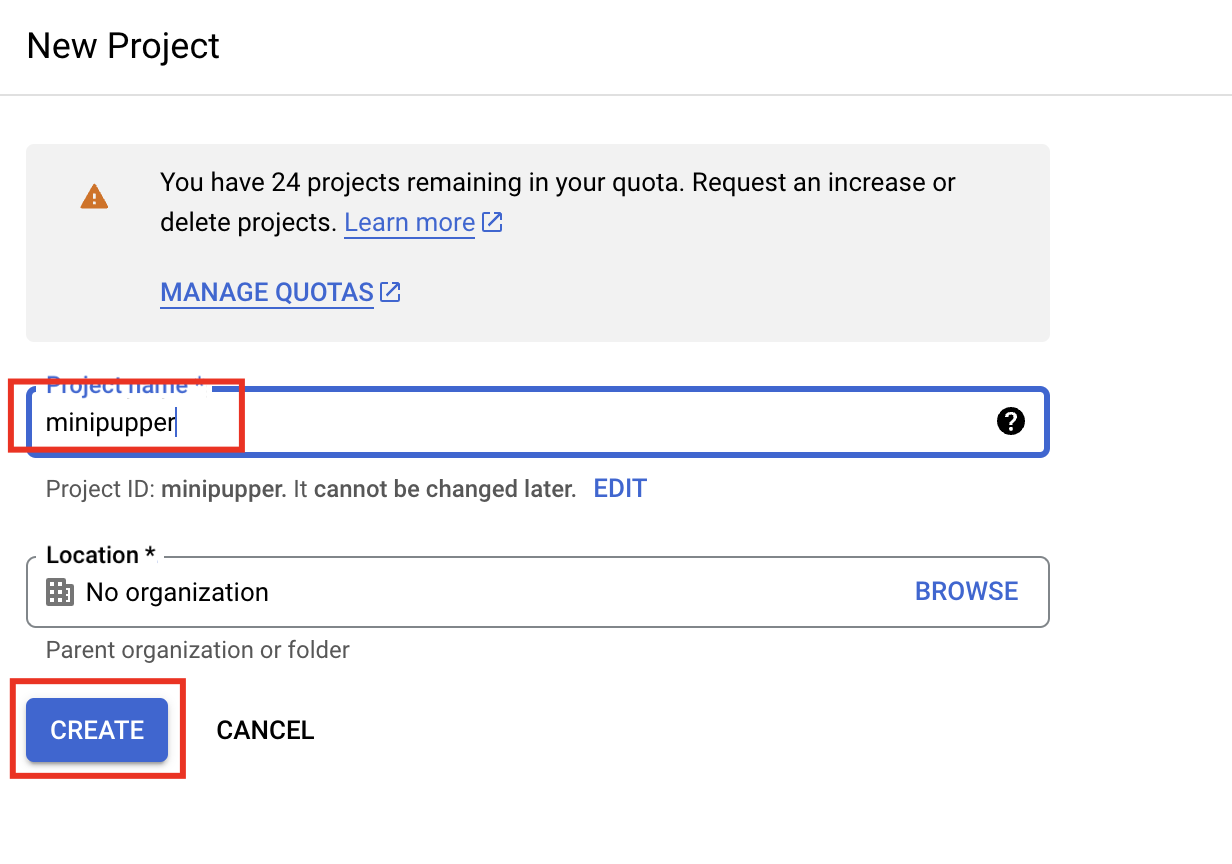 New Project
You have 24 projects remaining in your quota. Request an increase or
delete projects. Learn more
MANAGE QUOTAS
Project name *
minipupper
Project ID: minipupper. It cannot be changed later. EDIT
Location *
No organization BROWSE
Parent organization or folder
CREATE CANCEL